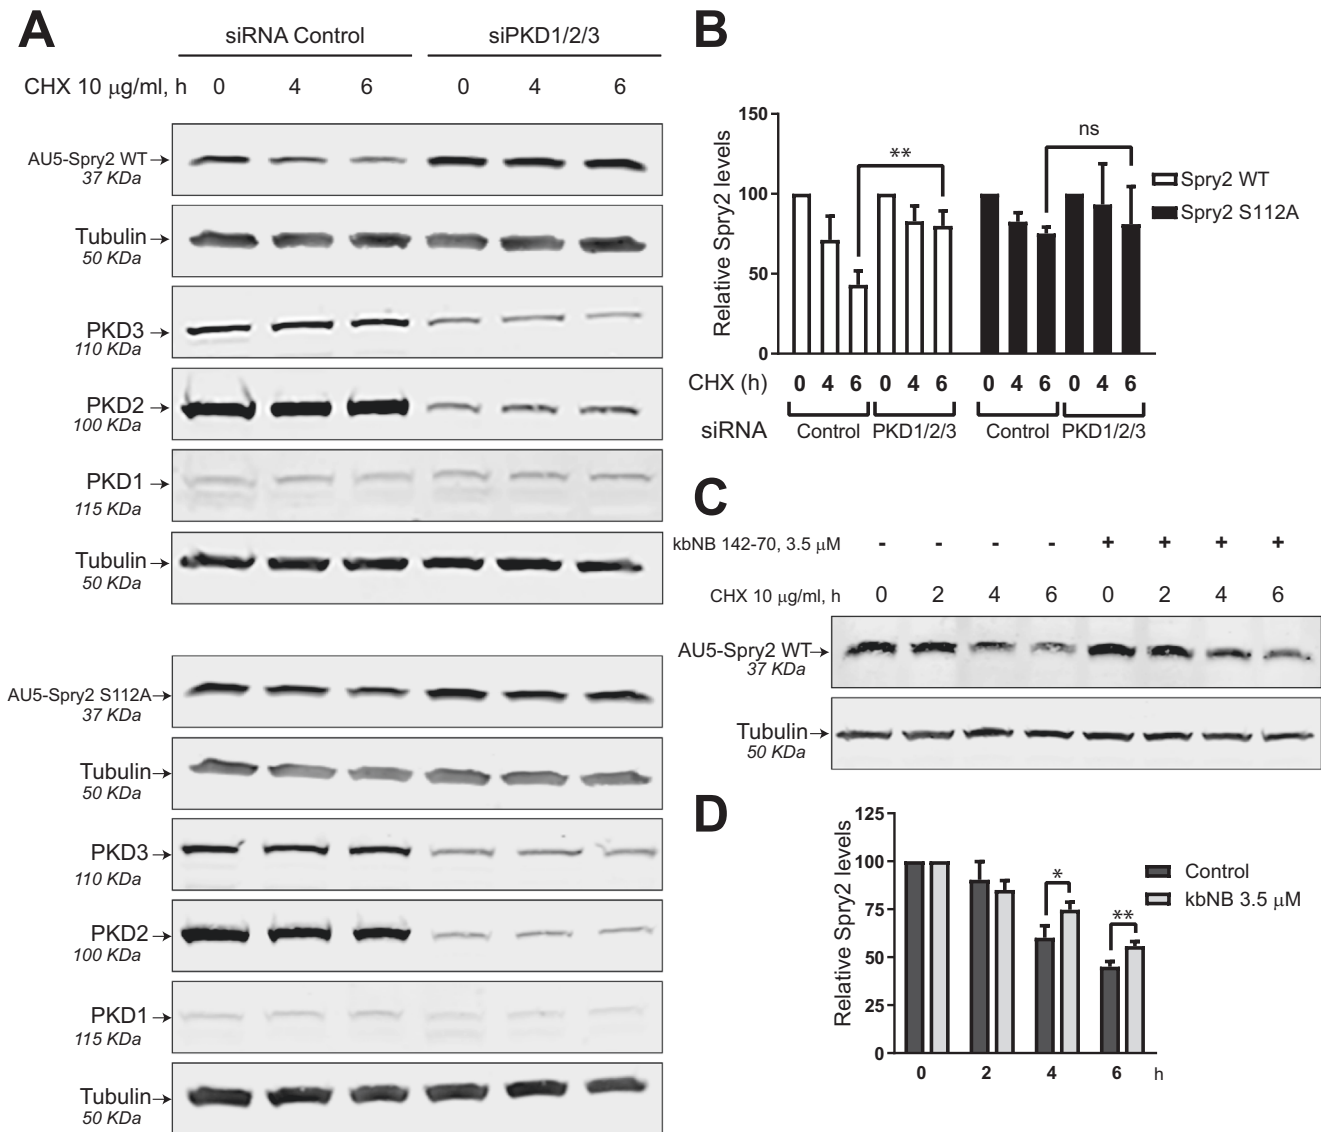 A
siRNA Control siPKD1/2/3
CHX 10 μg/ml, h 0 4 6 0 4 6
AU5-Spry2 WT
37 KDa
Tubulin
50 KDa
PKD3
110 KDa
PKD2
100 KDa
PKD1
115 KDa
Tubulin
50 KDa
AU5-Spry2 S112A
37 KDa
Tubulin
50 KDa
PKD3
110 KDa
PKD2
100 KDa
PKD1
115 KDa
Tubulin
50 KDa
B
Relative Spry2 levels
150
100
50
0
**
ns
Spry2 WT
Spry2 S112A
CHX (h) 0 4 6 0 4 6 0 4 6 0 4 6
siRNA Control PKD1/2/3 Control PKD1/2/3
C
kbNB 142-70, 3.5 μM - - - - + + + +
CHX 10 μg/ml, h 0 2 4 6 0 2 4 6
AU5-Spry2 WT
37 KDa
Tubulin
50 KDa
D
Relative Spry2 levels
125
100
75
50
25
0
*
**
Control
kbNB 3.5 μM
0 2 4 6 h